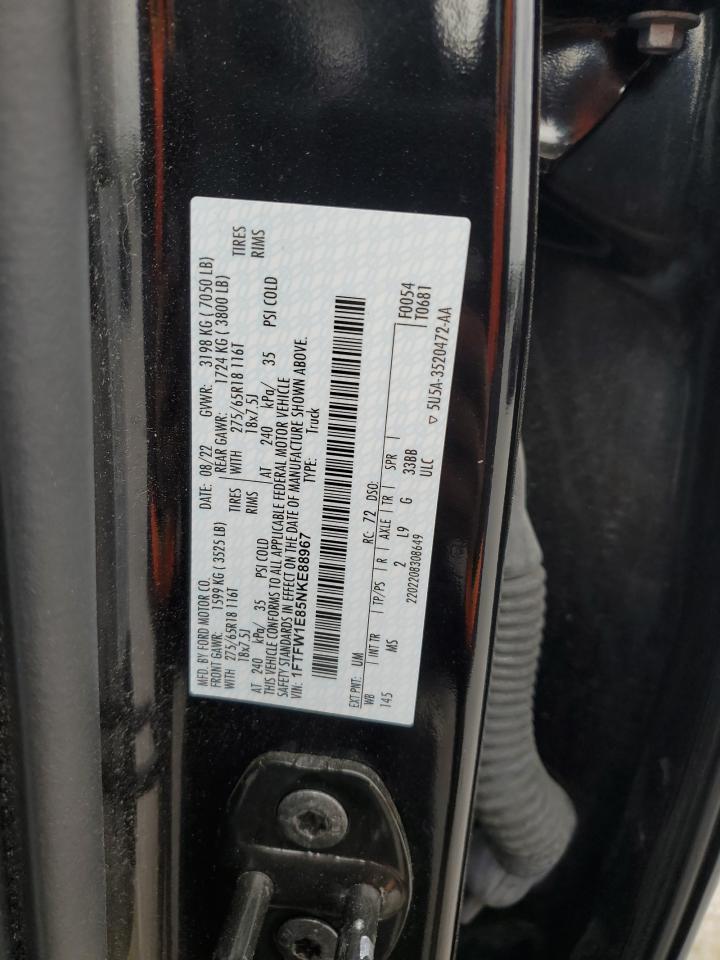 MFD. BY FORD MOTOR CO.
DATE: 08/22 GVWR: 3198 KG ( 7050 LB)
FRONT GAWR: 1599 KG ( 3525 LB) REAR GAWR: 1724 KG ( 3800 LB)
WITH 275/65R18 116T TIRES WITH 275/65R18 116T TIRES
18x7.5J RIMS 18x7.5J RIMS
AT 240 kPa/ 35 PSI COLD AT 240 kPa/ 35 PSI COLD
THIS VEHICLE CONFORMS TO ALL APPLICABLE FEDERAL MOTOR VEHICLE
SAFETY STANDARDS IN EFFECT ON THE DATE OF MANUFACTURE SHOWN ABOVE.
VIN: 1FTFW1E85NKE88967 TYPE: Truck
EXT PNT: UM RC: 72 DSO: F0054
WB | INT TR | TP/PS | R | AXLE | TR | SPR | T0681
145 MS 2 L9 G 33BB
2202208308649 ULC ▽ 5U5A-3520472-AA